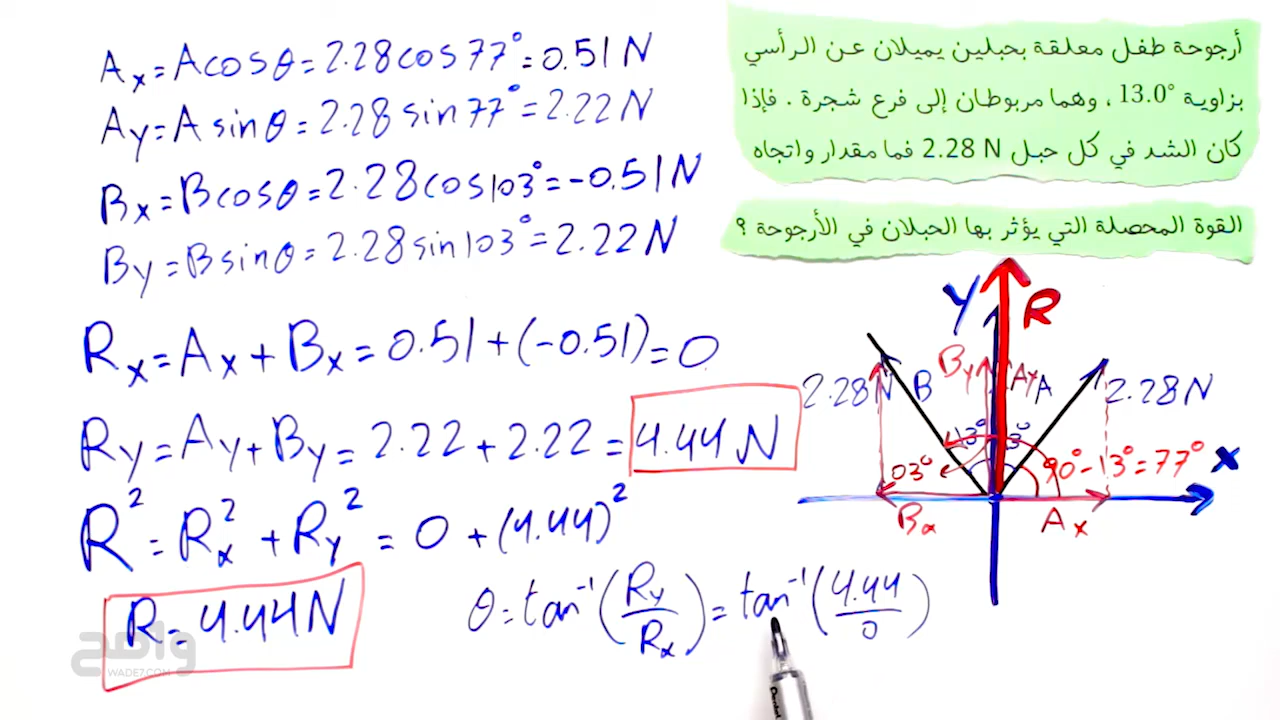 Ax = A cos θ = 2.28 cos 77° = 0.51 N
Ay = A sin θ = 2.28 sin 77° = 2.22 N
Bx = B cos θ = 2.28 cos 103° = -0.51 N
By = B sin θ = 2.28 sin 103° = 2.22 N
Rx = Ax + Bx = 0.51 + (-0.51) = 0
Ry = Ay + By = 2.22 + 2.22 = 4.44 N
R² = Rx² + Ry² = 0 + (4.44)²
R = 4.44 N
θ = tan⁻¹ (Ry / Rx) = tan⁻¹ (4.44 / 0)
أرجوحة طفل معلقة بحبلين يميلان عن الرأسي
بزاوية 13.0° ، وهما مربوطان إلى فرع شجرة . فإذا
كان الشد في كل حبل 2.28 N فما مقدار واتجاه
القوة المحصلة التي يؤثر بها الحبلان في الأرجوحة ؟
Y R
By Ay A
2.28 N B 2.28 N
13° 3°
03° 90° - 13° = 77° X
Bx Ax
واضح
WADE7.COM
Pentel